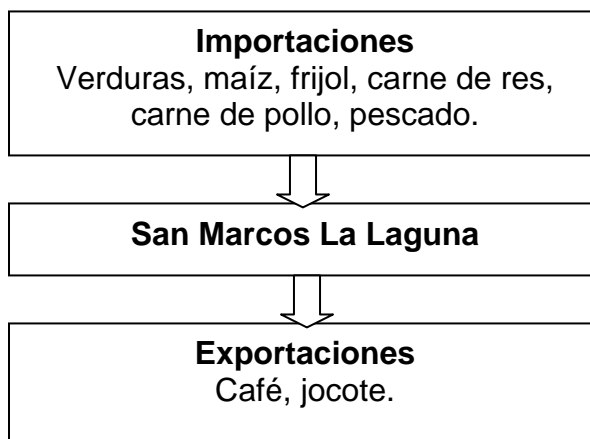 Importaciones
Verduras, maíz, frijol, carne de res,
carne de pollo, pescado.
San Marcos La Laguna
Exportaciones
Café, jocote.